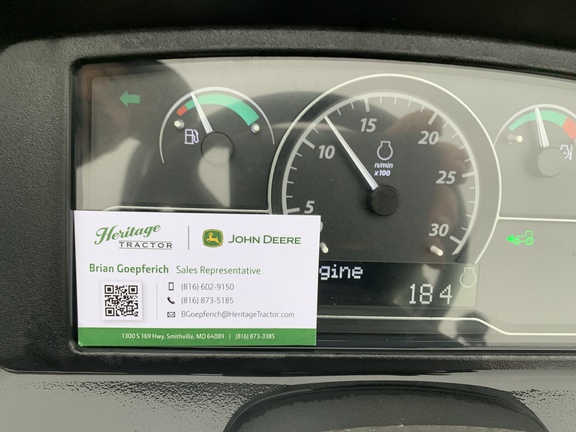 15
20
10
n/min
x100
25
5
30
Heritage
TRACTOR
JOHN DEERE
Brian Goepferich Sales Representative
(816) 602-9150
(816) 873-5185
BGoepferich@HeritageTractor.com
1300 S 169 Hwy, Smithville, MO 64089 | (816) 873-3385
gine
184